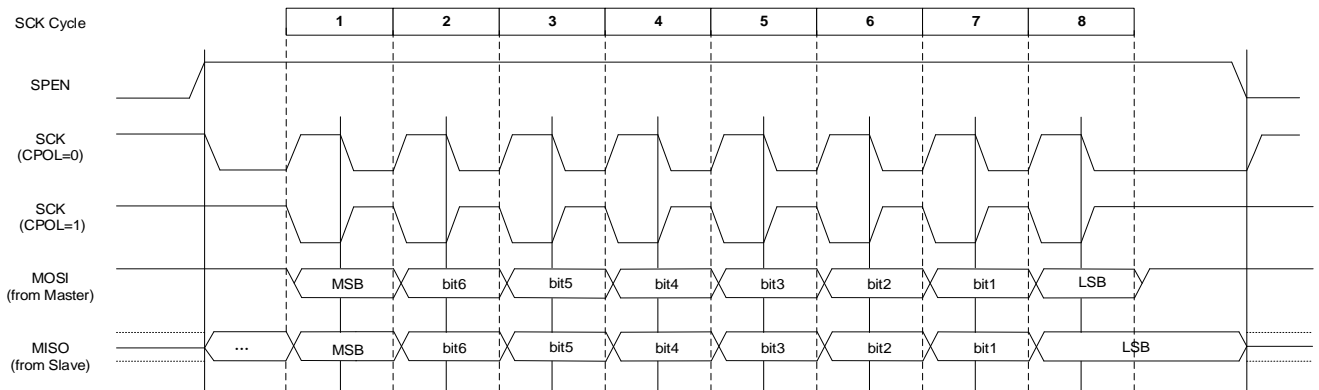 SCK Cycle 1 2 3 4 5 6 7 8
SPEN
SCK
(CPOL=0)
SCK
(CPOL=1)
MOSI
(from Master)
MSB bit6 bit5 bit4 bit3 bit2 bit1 LSB
MISO
(from Slave)
... MSB bit6 bit5 bit4 bit3 bit2 bit1 LSB